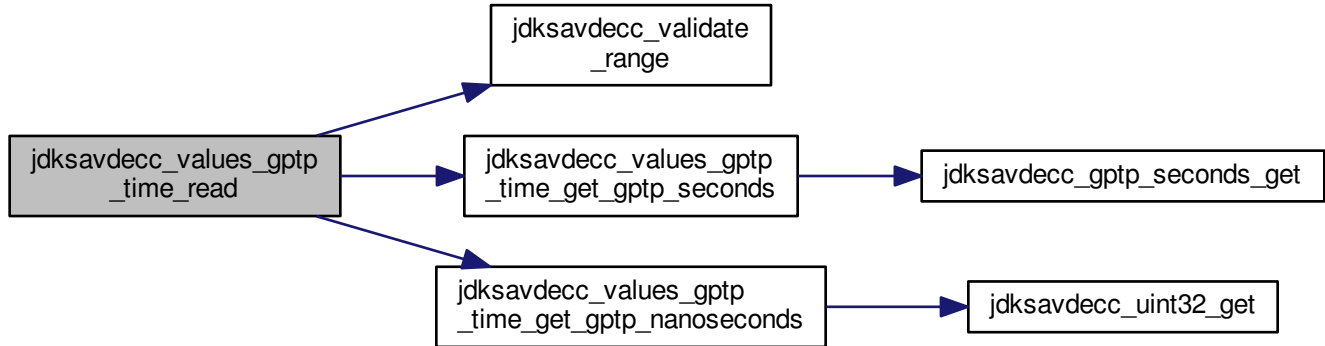 jdksavdecc_validate
_range
jdksavdecc_values_gptp
_time_read
jdksavdecc_values_gptp
_time_get_gptp_seconds
jdksavdecc_gptp_seconds_get
jdksavdecc_values_gptp
_time_get_gptp_nanoseconds
jdksavdecc_uint32_get